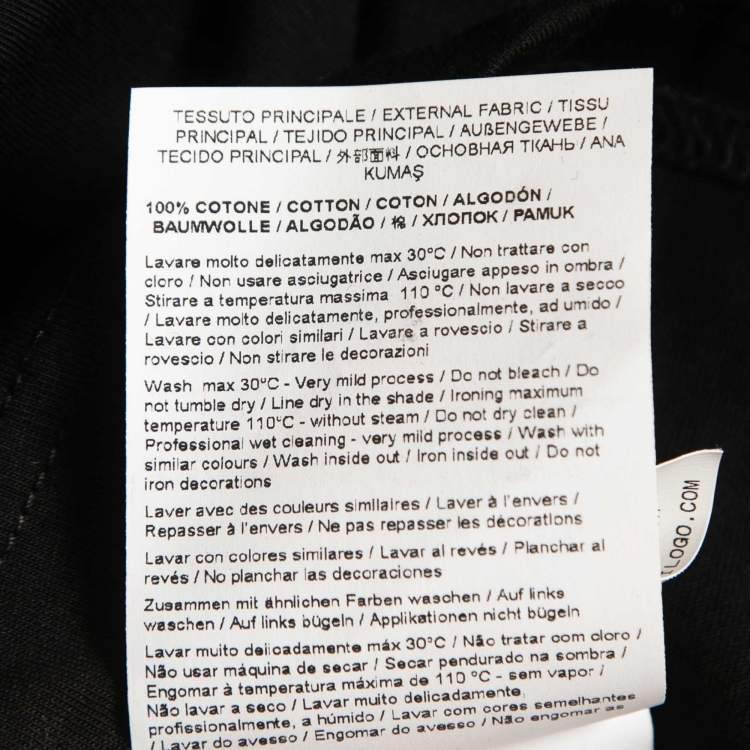 TESSUTO PRINCIPALE / EXTERNAL FABRIC / TISSU
PRINCIPAL / TEJIDO PRINCIPAL / AUßENGEWEBE /
TECIDO PRINCIPAL / 外部面料 / ОСНОВНАЯ ТКАНЬ / ANA
KUMAŞ
100% COTONE / COTTON / COTON / ALGODÓN /
BAUMWOLLE / ALGODÃO / 棉 / ХЛОПОК / PAMUK
Lavare molto delicatamente max 30°C / Non trattare con
cloro / Non usare asciugatrice / Asciugare appeso in ombra /
Stirare a temperatura massima 110 °C / Non lavare a secco
/ Lavare molto delicatamente, professionalmente, ad umido /
Lavare con colori similari / Lavare a rovescio / Stirare a
rovescio / Non stirare le decorazioni
Wash max 30°C - Very mild process / Do not bleach / Do
not tumble dry / Line dry in the shade / Ironing maximum
temperature 110°C - without steam / Do not dry clean /
Professional wet cleaning - very mild process / Wash with
similar colours / Wash inside out / Iron inside out / Do not
iron decorations
Laver avec des couleurs similaires / Laver à l'envers /
Repasser à l'envers / Ne pas repasser les décorations
Lavar con colores similares / Lavar al revés / Planchar al
revés / No planchar las decoraciones
Zusammen mit ähnlichen Farben waschen / Auf links
waschen / Auf links bügeln / Applikationen nicht bügeln
Lavar muito delicadamente máx 30°C / Não tratar com cloro /
Não usar máquina de secar / Secar pendurado na sombra /
Engomar à temperatura máxima de 110 °C - sem vapor /
Não lavar a seco / Lavar muito delicadamente,
profissionalmente, a húmido / Lavar com cores semelhantes
/ Lavar do avesso / Engomar do avesso / Não engomar as
LOGO.COM